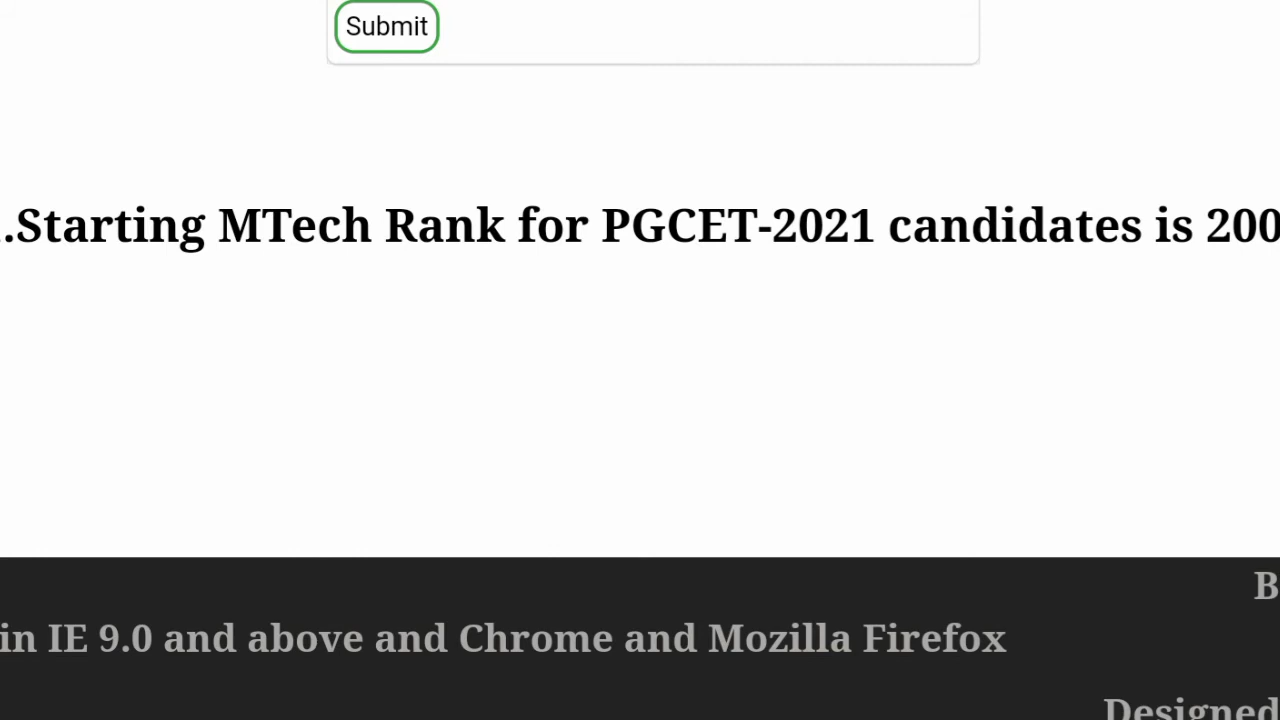 Submit
.Starting MTech Rank for PGCET-2021 candidates is 200
B
in IE 9.0 and above and Chrome and Mozilla Firefox
Designed